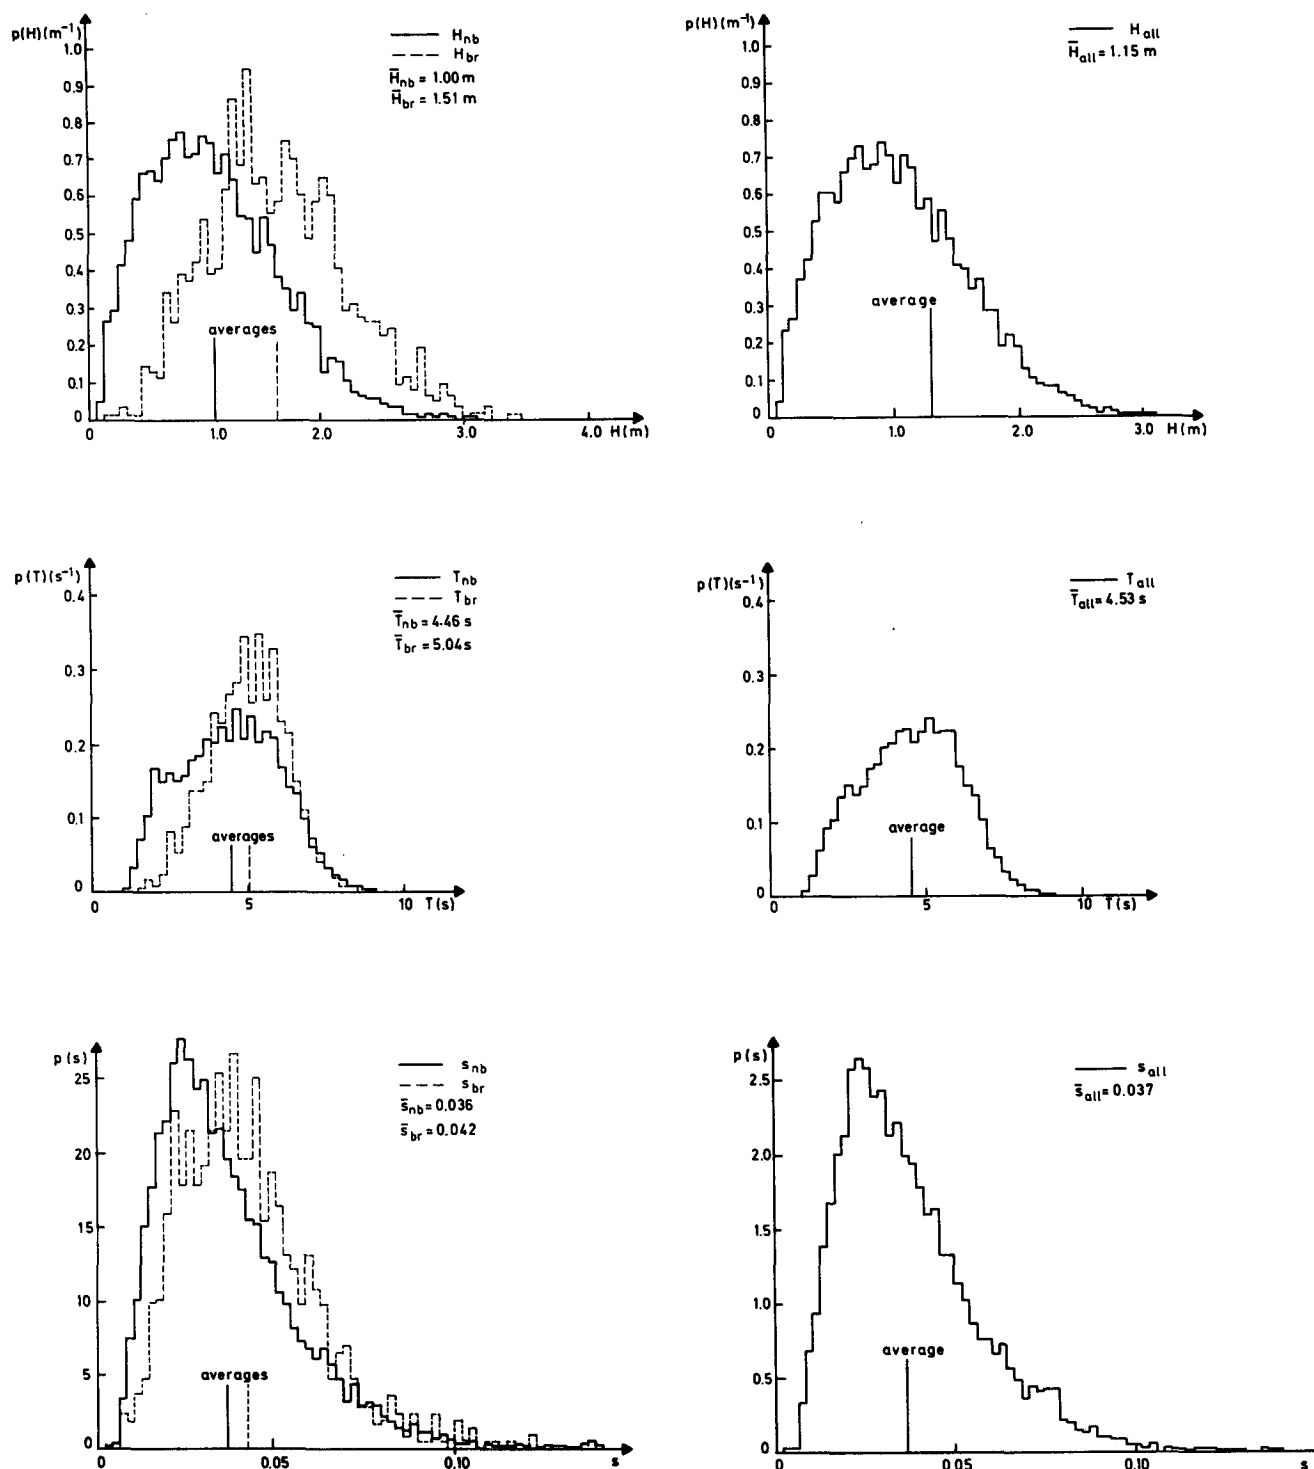 p(H)(m⁻¹)
H_nb
H_br
H̄_nb = 1.00 m
H̄_br = 1.51 m
1.0
0.9
0.8
0.7
0.6
0.5
0.4
0.3
averages
0.2
0.1
0
0 1.0 2.0 3.0 4.0 H(m)
p(H)(m⁻¹)
H_all
H̄_all = 1.15 m
1.0
0.9
0.8
0.7
0.6
0.5
0.4
0.3
average
0.2
0.1
0
0 1.0 2.0 3.0 H(m)
p(T)(s⁻¹)
T_nb
T_br
T̄_nb = 4.46 s
T̄_br = 5.04 s
0.4
0.3
0.2
0.1
averages
0
0 5 10 T(s)
p(T)(s⁻¹)
T_all
T̄_all = 4.53 s
0.4
0.3
0.2
0.1
average
0
0 5 10 T(s)
p(s)
s_nb
s_br
s̄_nb = 0.036
s̄_br = 0.042
25
20
15
10
5
averages
0
0 0.05 0.10 s
p(s)
s_all
s̄_all = 0.037
2.5
2.0
1.5
1.0
0.5
average
0
0 0.05 0.10 s